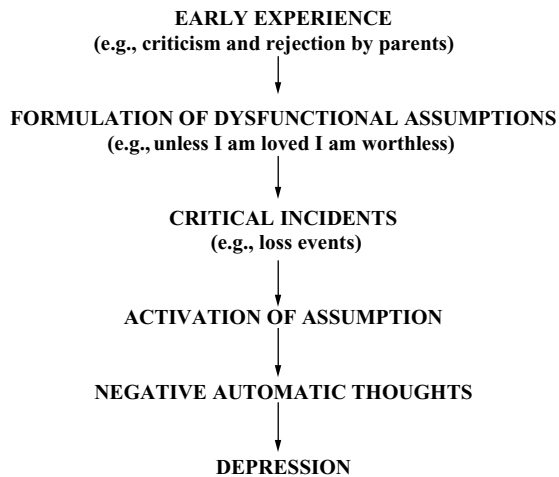 EARLY EXPERIENCE
(e.g., criticism and rejection by parents)
FORMULATION OF DYSFUNCTIONAL ASSUMPTIONS
(e.g., unless I am loved I am worthless)
CRITICAL INCIDENTS
(e.g., loss events)
ACTIVATION OF ASSUMPTION
NEGATIVE AUTOMATIC THOUGHTS
DEPRESSION